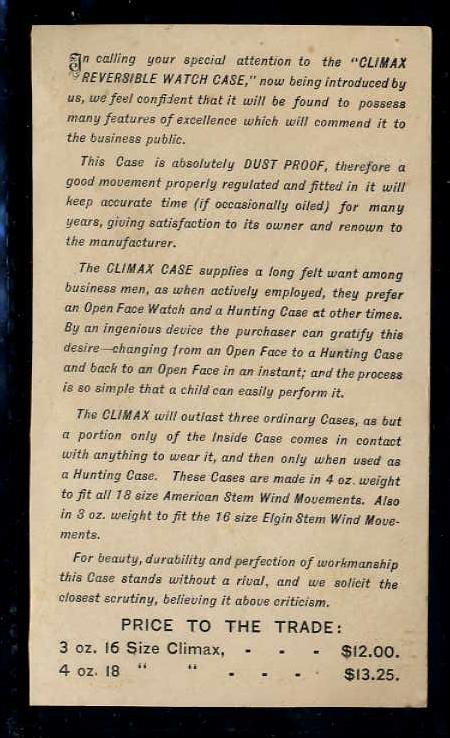 In calling your special attention to the "CLIMAX
REVERSIBLE WATCH CASE," now being introduced by
us, we feel confident that it will be found to possess
many features of excellence which will commend it to
the business public.
This Case is absolutely DUST PROOF, therefore a
good movement properly regulated and fitted in it will
keep accurate time (if occasionally oiled) for many
years, giving satisfaction to its owner and renown to
the manufacturer.
The CLIMAX CASE supplies a long felt want among
business men, as when actively employed, they prefer
an Open Face Watch and a Hunting Case at other times.
By an ingenious device the purchaser can gratify this
desire—changing from an Open Face to a Hunting Case
and back to an Open Face in an instant; and the process
is so simple that a child can easily perform it.
The CLIMAX will outlast three ordinary Cases, as but
a portion only of the Inside Case comes in contact
with anything to wear it, and then only when used as
a Hunting Case. These Cases are made in 4 oz. weight
to fit all 18 size American Stem Wind Movements. Also
in 3 oz. weight to fit the 16 size Elgin Stem Wind Move-
ments.
For beauty, durability and perfection of workmanship
this Case stands without a rival, and we solicit the
closest scrutiny, believing it above criticism.
PRICE TO THE TRADE:
3 oz. 16 Size Climax, - - - $12.00.
4 oz. 18 " " - - - $13.25.